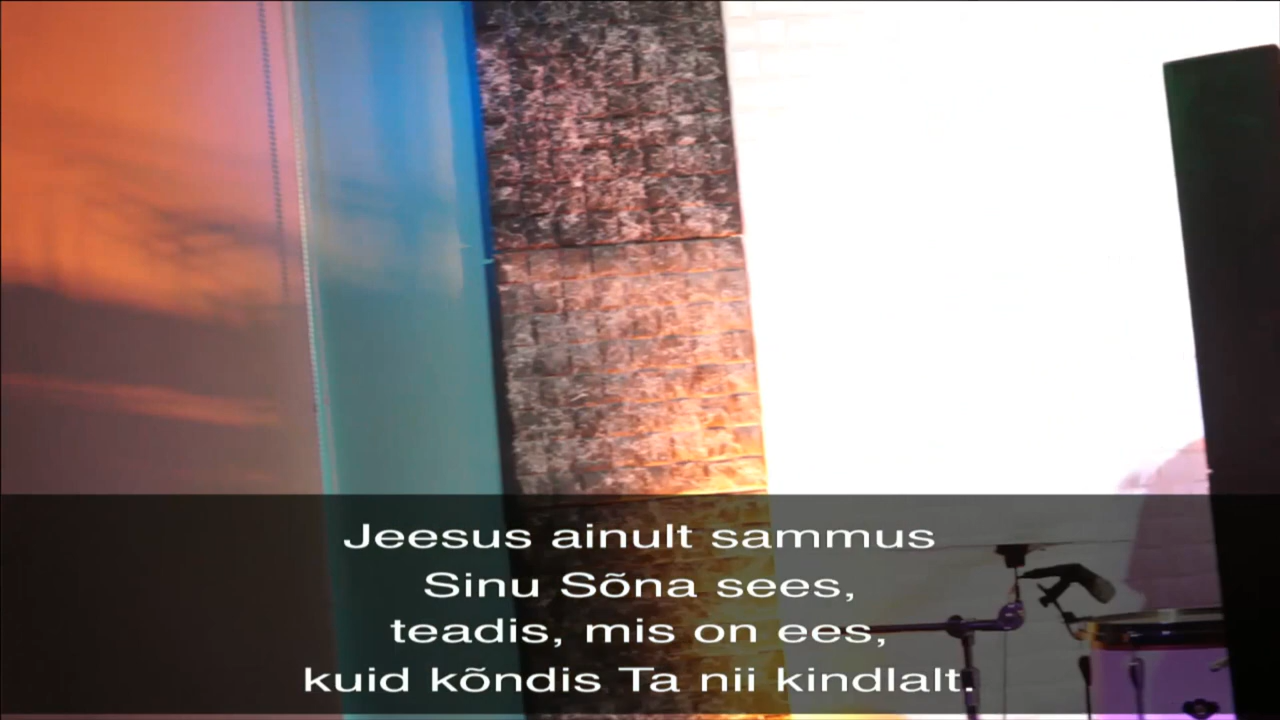 Jeesus ainult sammus
Sinu Sõna sees,
teadis, mis on ees,
kuid kõndis Ta nii kindlalt.